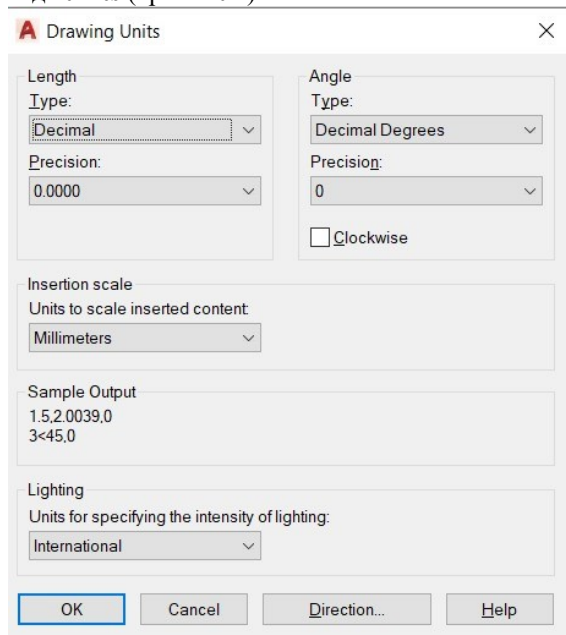 Drawing Units
Length
Type:
Decimal
Precision:
0.0000
Angle
Type:
Decimal Degrees
Precision:
0
Clockwise
Insertion scale
Units to scale inserted content:
Millimeters
Sample Output
1.5,2.0039,0
3<45,0
Lighting
Units for specifying the intensity of lighting:
International
OK
Cancel
Direction...
Help